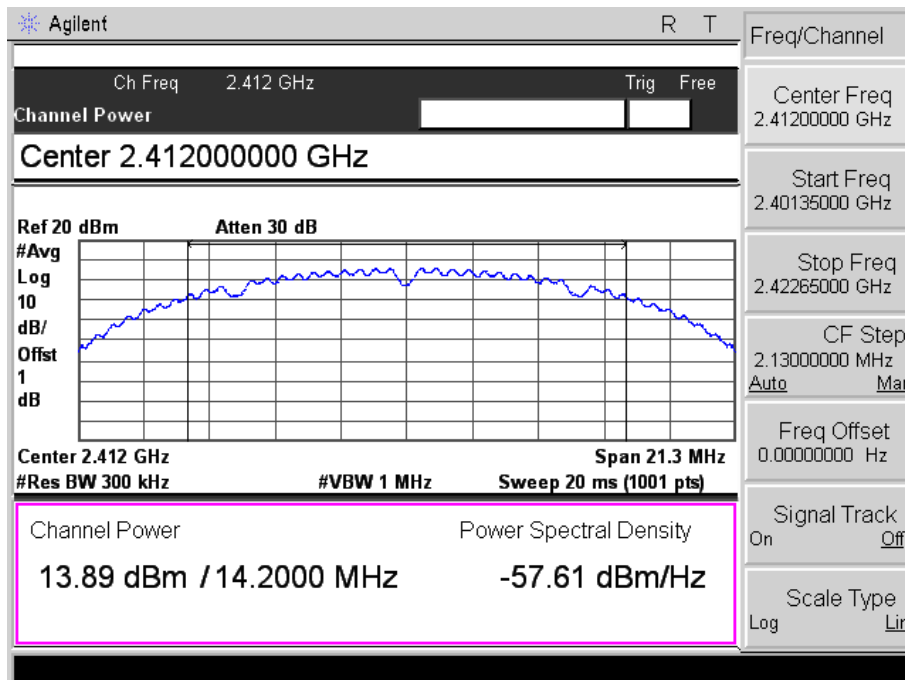 Agilent R T
Ch Freq 2.412 GHz Trig Free
Channel Power
Center 2.412000000 GHz
Ref 20 dBm Atten 30 dB
#Avg
Log
10
dB/
Offst
1
dB
Center 2.412 GHz Span 21.3 MHz
#Res BW 300 kHz #VBW 1 MHz Sweep 20 ms (1001 pts)
Channel Power Power Spectral Density
13.89 dBm / 14.2000 MHz -57.61 dBm/Hz
Freq/Channel
Center Freq
2.41200000 GHz
Start Freq
2.40135000 GHz
Stop Freq
2.42265000 GHz
CF Step
2.13000000 MHz
Auto Mar
Freq Offset
0.00000000 Hz
Signal Track
On Off
Scale Type
Log Lin